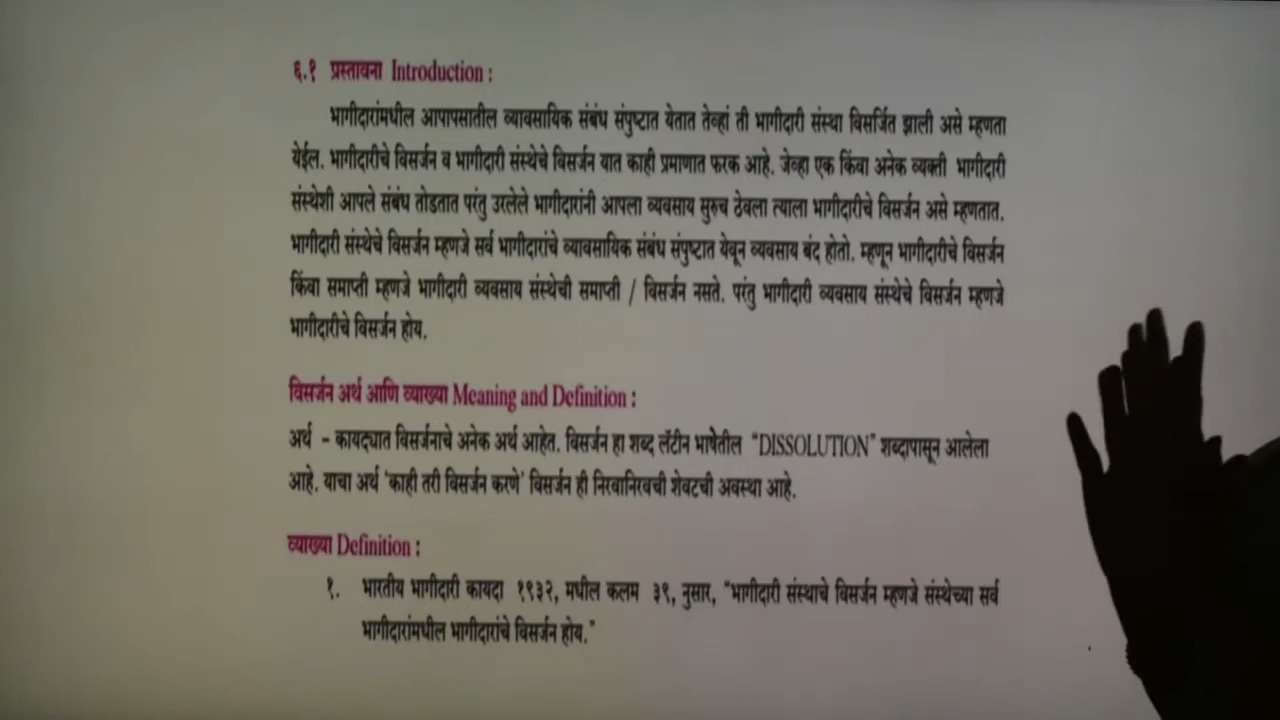 ६.१ प्रस्तावना Introduction :
भागीदारांमधील आपापसातील व्यावसायिक संबंध संपुष्टात येतात तेव्हां ती भागीदारी संस्था विसर्जित झाली असे म्हणता
येईल. भागीदारीचे विसर्जन व भागीदारी संस्थेचे विसर्जन यात काही प्रमाणात फरक आहे. जेव्हा एक किंवा अनेक व्यक्ती भागीदारी
संस्थेशी आपले संबंध तोडतात परंतु उरलेले भागीदारांनी आपला व्यवसाय सुरुच ठेवला त्याला भागीदारीचे विसर्जन असे म्हणतात.
भागीदारी संस्थेचे विसर्जन म्हणजे सर्व भागीदारांचे व्यावसायिक संबंध संपुष्टात येवून व्यवसाय बंद होतो. म्हणून भागीदारीचे विसर्जन
किंवा समाप्ती म्हणजे भागीदारी व्यवसाय संस्थेची समाप्ती / विसर्जन नसते. परंतु भागीदारी व्यवसाय संस्थेचे विसर्जन म्हणजे
भागीदारीचे विसर्जन होय.
विसर्जन अर्थ आणि व्याख्या Meaning and Definition :
अर्थ - कायद्यात विसर्जनाचे अनेक अर्थ आहेत. विसर्जन हा शब्द लॅटीन भाषेतील “DISSOLUTION” शब्दापासून आलेला
आहे. याचा अर्थ ‘काही तरी विसर्जन करणे’ विसर्जन ही निरवानिरवची शेवटची अवस्था आहे.
व्याख्या Definition :
१. भारतीय भागीदारी कायदा १९३२, मधील कलम ३९, नुसार, “भागीदारी संस्थाचे विसर्जन म्हणजे संस्थेच्या सर्व
भागीदारांमधील भागीदारांचे विसर्जन होय.”